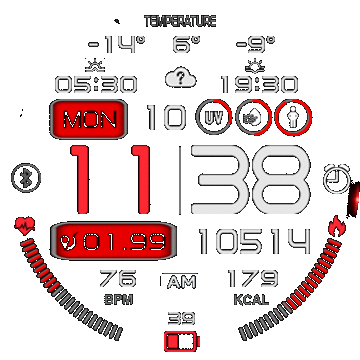 TEMPERATURE
-14° 6° -9°
05:30 ? 19:30
MON 10 UV
11 38
01.99 10514
76 AM 179
BPM KCAL
39